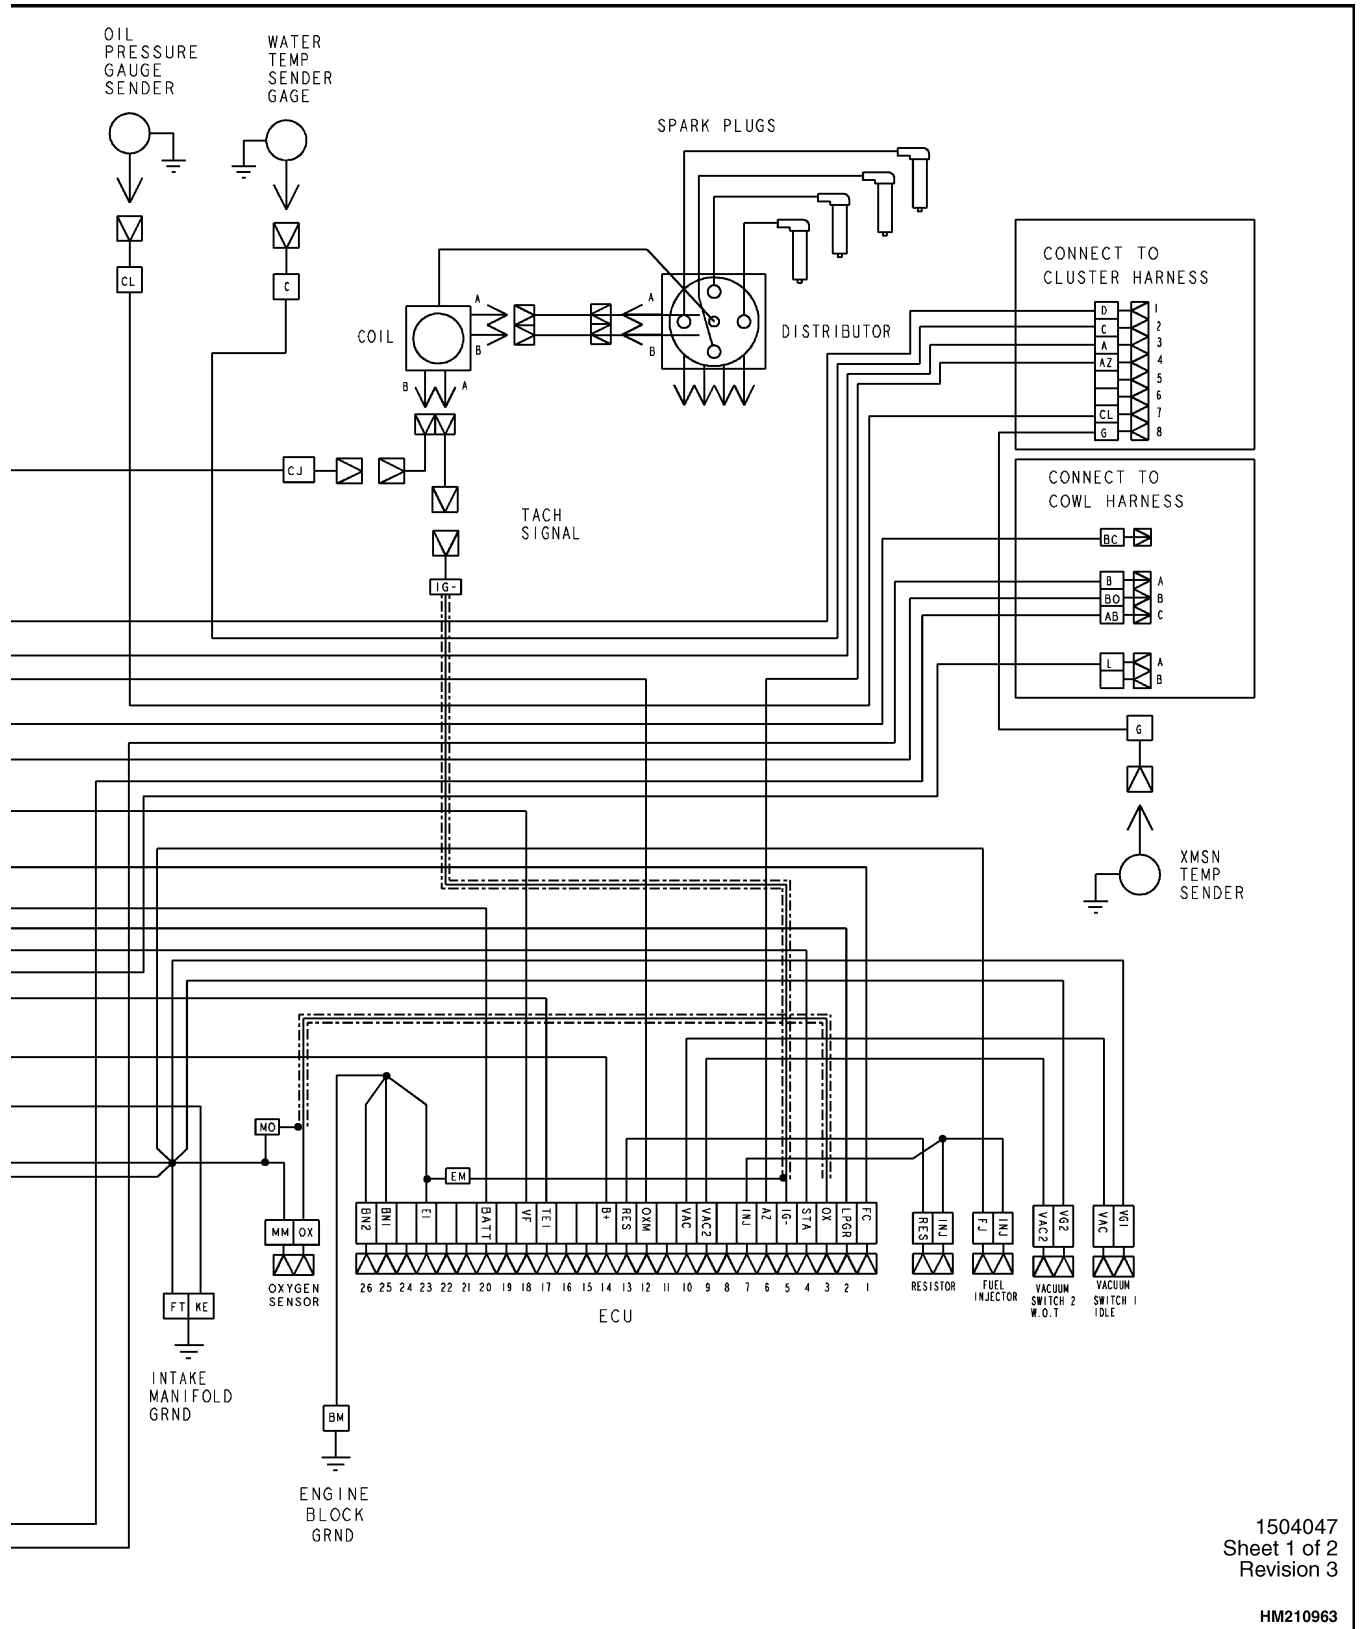 OIL
PRESSURE
GAUGE
SENDER
WATER
TEMP
SENDER
GAGE
SPARK PLUGS
CL
C
COIL
A
B
A
B
B
A
DISTRIBUTOR
CONNECT TO
CLUSTER HARNESS
D 1
C 2
A 3
AZ 4
5
6
CL 7
G 8
CJ
TACH
SIGNAL
IG-
CONNECT TO
COWL HARNESS
BC
B A
BO B
AB C
L A
B
G
XMSN
TEMP
SENDER
MO
EM
MM OX
OXYGEN
SENSOR
BN2 BN1 E1 BATT VF TE1 B+ RES OXM VAC VAC2 INJ AZ IG- STA OX LPGR FC
26 25 24 23 22 21 20 19 18 17 16 15 14 13 12 11 10 9 8 7 6 5 4 3 2 1
ECU
RES INJ
RESISTOR
FJ INJ
FUEL
INJECTOR
VAC2 VG2
VACUUM
SWITCH 2
W.O.T
VAC VG1
VACUUM
SWITCH 1
IDLE
FT KE
INTAKE
MANIFOLD
GRND
BM
ENGINE
BLOCK
GRND
1504047
Sheet 1 of 2
Revision 3
HM210963